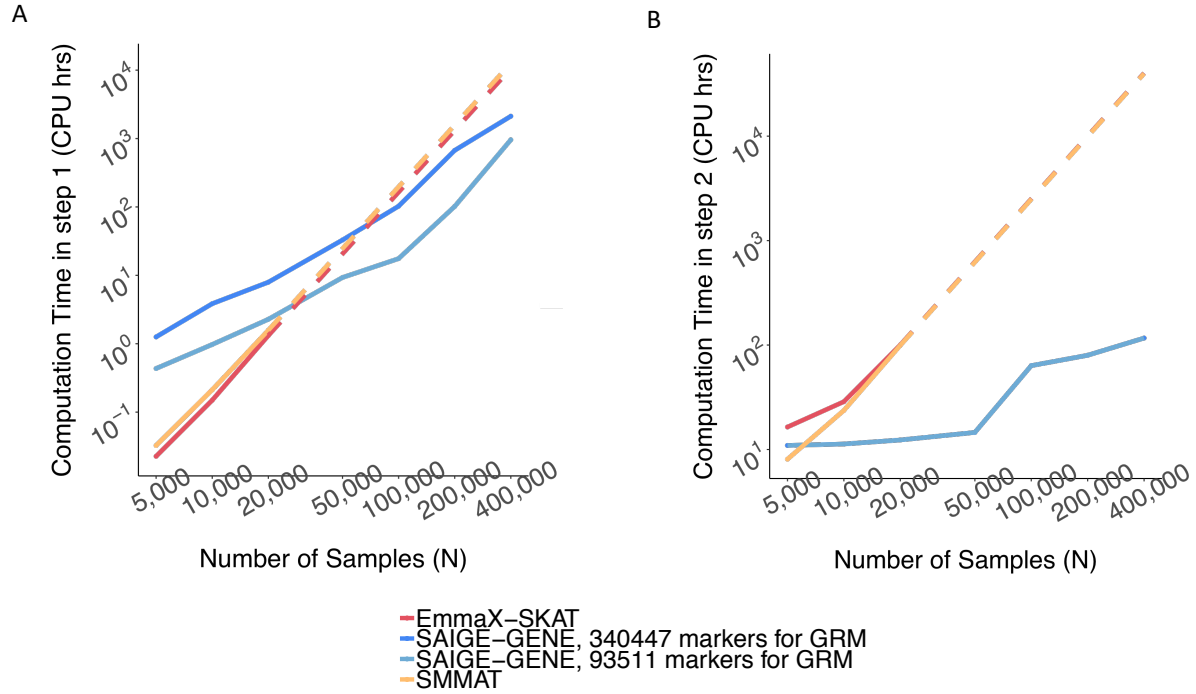 A
Computation Time in step 1 (CPU hrs)
10^4
10^3
10^2
10^1
10^0
10^−1
5,000
10,000
20,000
50,000
100,000
200,000
400,000
Number of Samples (N)
B
Computation Time in step 2 (CPU hrs)
10^4
10^3
10^2
10^1
5,000
10,000
20,000
50,000
100,000
200,000
400,000
Number of Samples (N)
EmmaX−SKAT
SAIGE−GENE, 340447 markers for GRM
SAIGE−GENE, 93511 markers for GRM
SMMAT